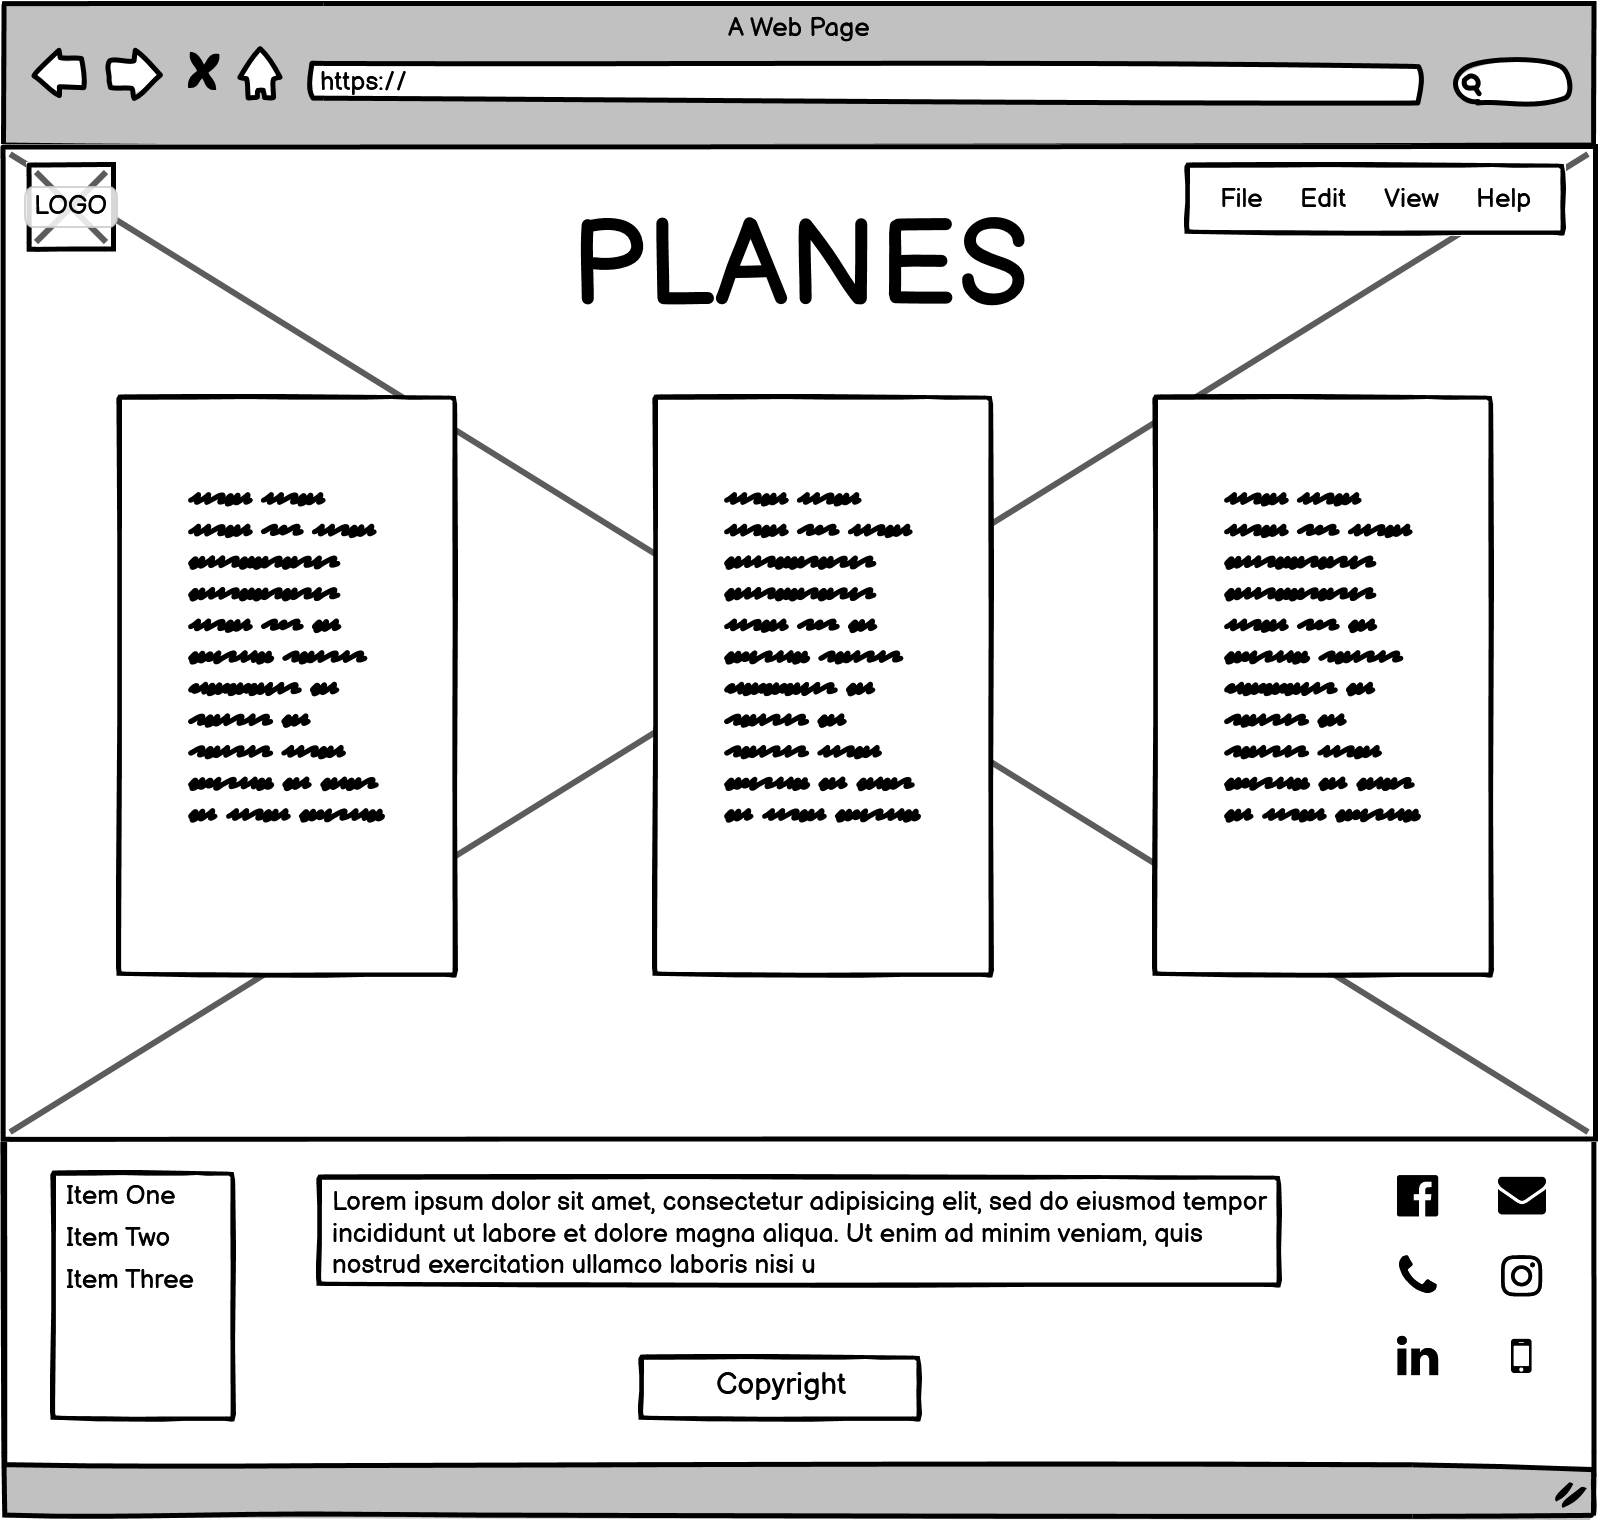 A Web Page
https://
LOGO
File Edit View Help
PLANES
Item One
Item Two
Item Three
Lorem ipsum dolor sit amet, consectetur adipisicing elit, sed do eiusmod tempor
incididunt ut labore et dolore magna aliqua. Ut enim ad minim veniam, quis
nostrud exercitation ullamco laboris nisi u
Copyright